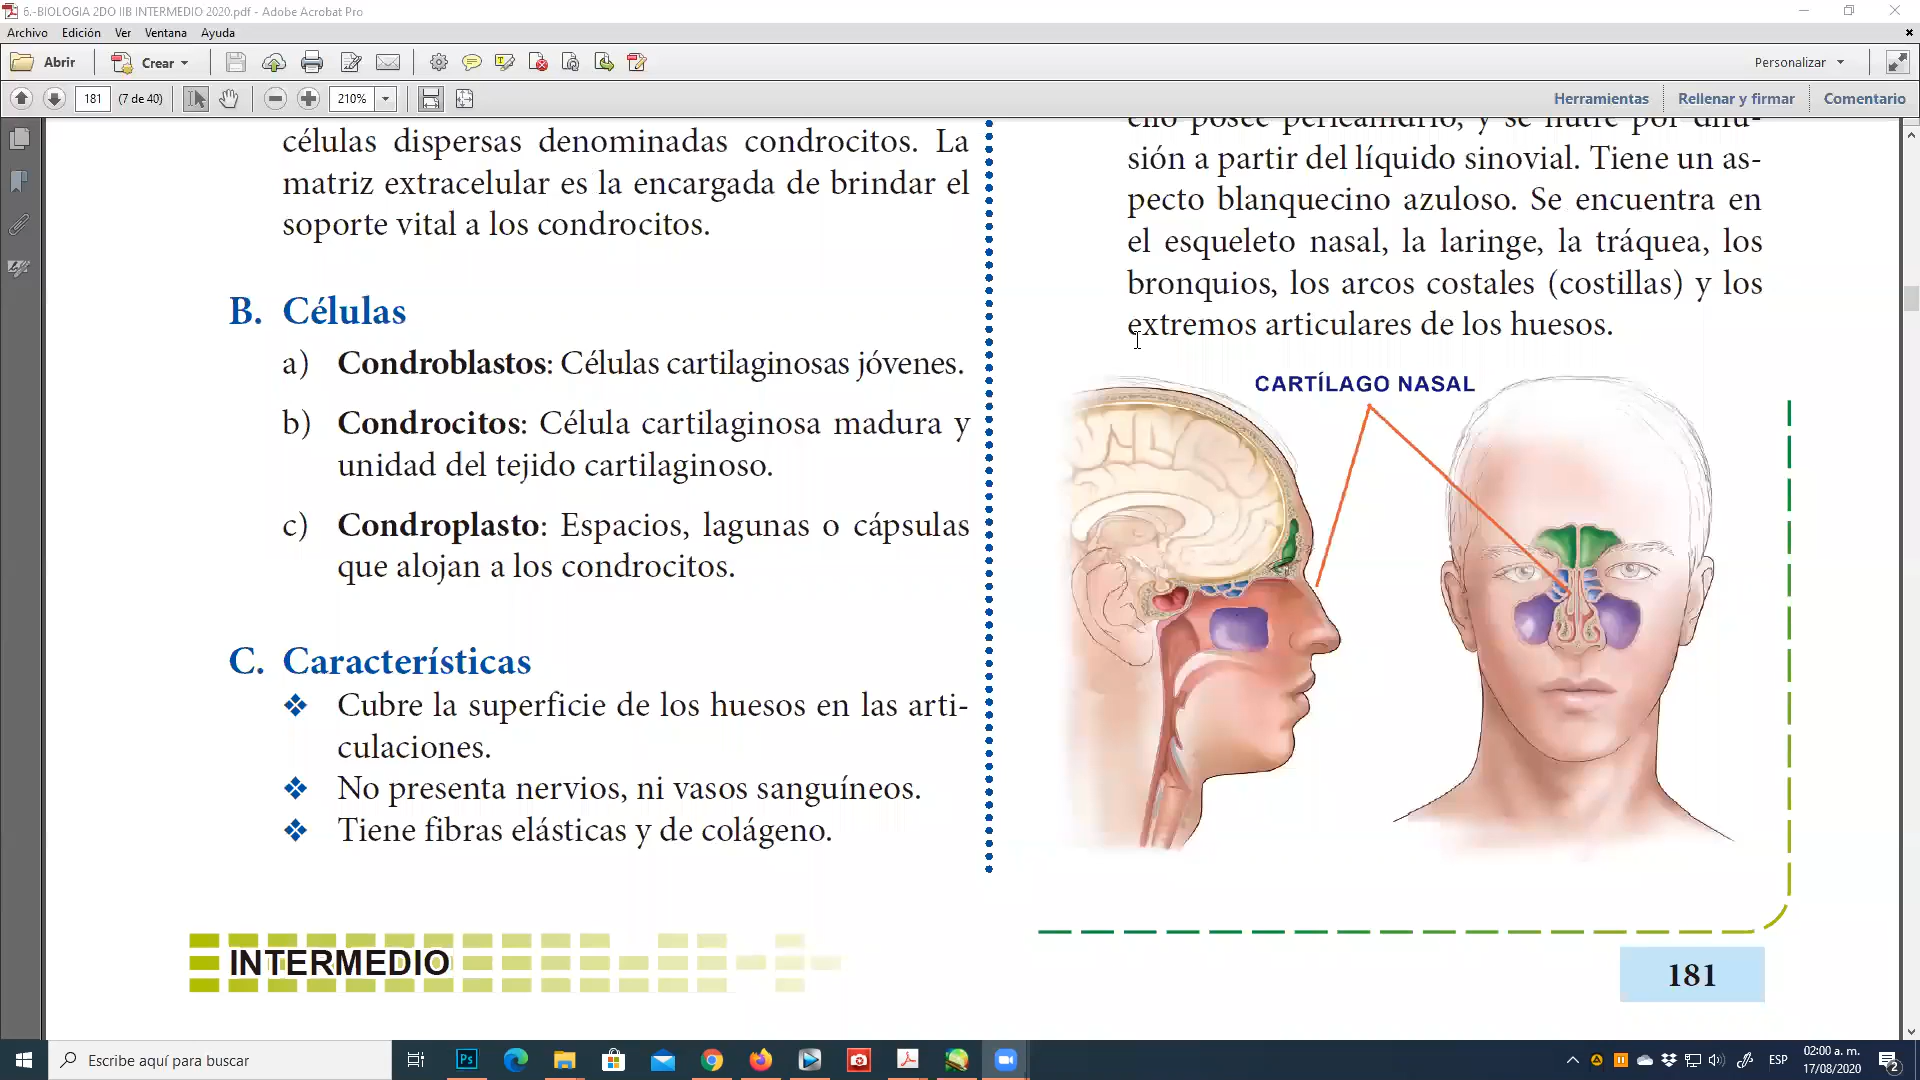 6.-BIOLOGIA 2DO IIB INTERMEDIO 2020.pdf - Adobe Acrobat Pro
Archivo Edición Ver Ventana Ayuda
Abrir Crear Personalizar
181 (7 de 40) 210% Herramientas Rellenar y firmar Comentario
células dispersas denominadas condrocitos. La
matriz extracelular es la encargada de brindar el
soporte vital a los condrocitos.
B. Células
a) Condroblastos: Células cartilaginosas jóvenes.
b) Condrocitos: Célula cartilaginosa madura y
unidad del tejido cartilaginoso.
c) Condroplasto: Espacios, lagunas o cápsulas
que alojan a los condrocitos.
C. Características
❖ Cubre la superficie de los huesos en las arti-
culaciones.
❖ No presenta nervios, ni vasos sanguíneos.
❖ Tiene fibras elásticas y de colágeno.
posee y se nutre por difu-
sión a partir del líquido sinovial. Tiene un as-
pecto blanquecino azuloso. Se encuentra en
el esqueleto nasal, la laringe, la tráquea, los
bronquios, los arcos costales (costillas) y los
extremos articulares de los huesos.
CARTÍLAGO NASAL
INTERMEDIO
181
Escribe aquí para buscar
Ps
ESP
02:00 a. m.
17/08/2020
2